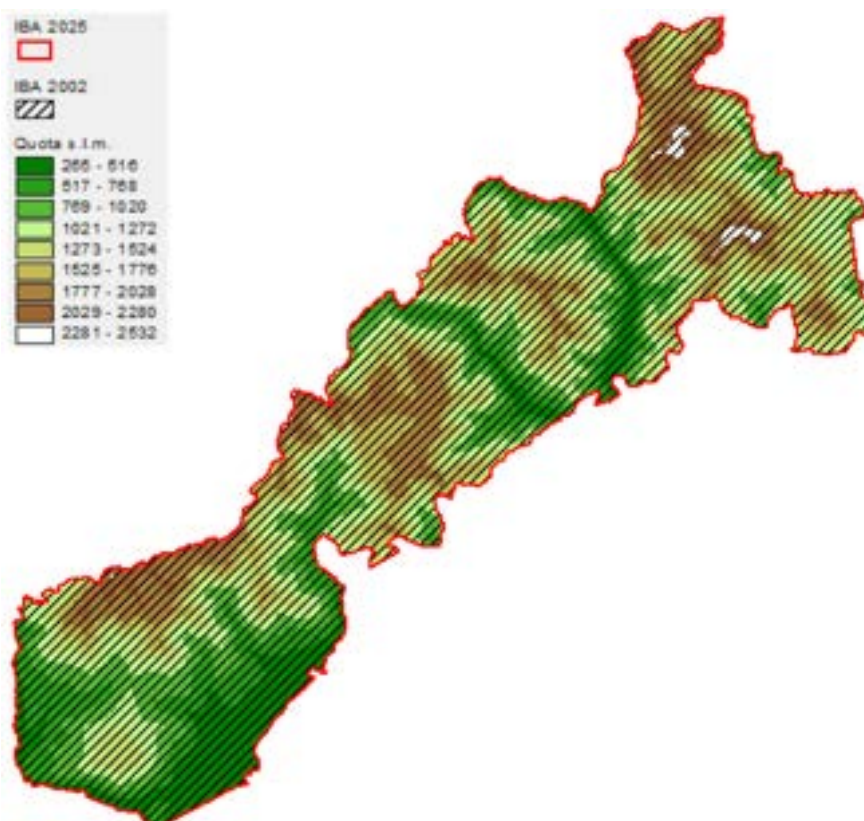 IBA 2025
IBA 2002
Quota s.l.m.
265 - 516
517 - 768
769 - 1020
1021 - 1272
1273 - 1524
1525 - 1776
1777 - 2028
2029 - 2280
2281 - 2532